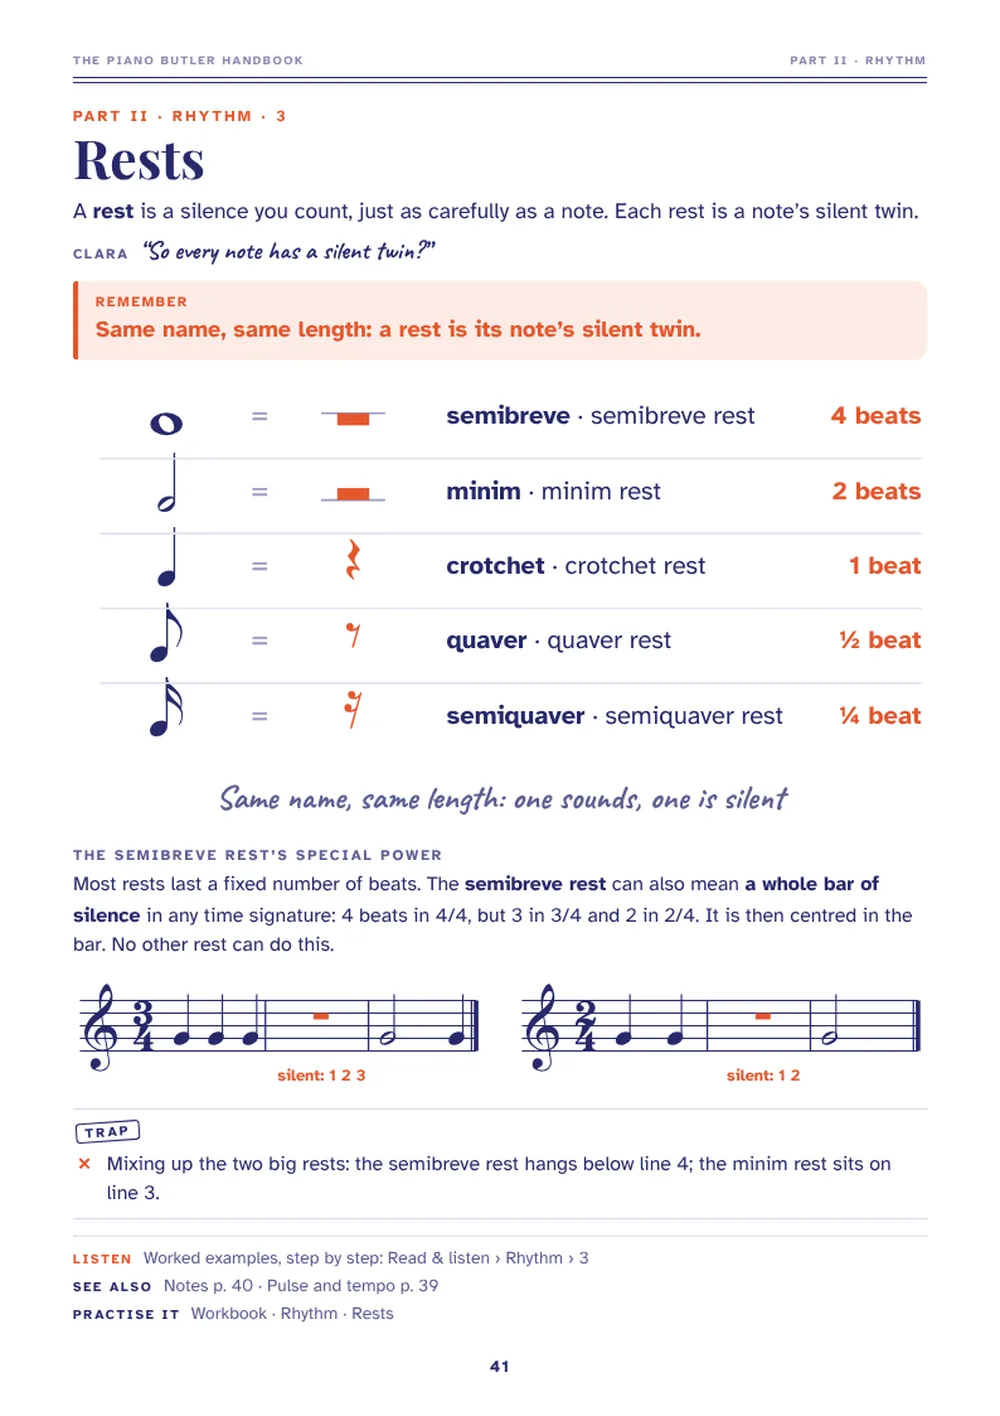 THE PIANO BUTLER HANDBOOK
PART II · RHYTHM
PART II · RHYTHM · 3
Rests
A rest is a silence you count, just as carefully as a note. Each rest is a note’s silent twin.
CLARA “So every note has a silent twin?”
REMEMBER
Same name, same length: a rest is its note’s silent twin.
= semibreve · semibreve rest 4 beats
= minim · minim rest 2 beats
= crotchet · crotchet rest 1 beat
= quaver · quaver rest ½ beat
= semiquaver · semiquaver rest ¼ beat
Same name, same length: one sounds, one is silent
THE SEMIBREVE REST’S SPECIAL POWER
Most rests last a fixed number of beats. The semibreve rest can also mean a whole bar of
silence in any time signature: 4 beats in 4/4, but 3 in 3/4 and 2 in 2/4. It is then centred in the
bar. No other rest can do this.
3
4
silent: 1 2 3
2
4
silent: 1 2
TRAP
× Mixing up the two big rests: the semibreve rest hangs below line 4; the minim rest sits on
line 3.
LISTEN Worked examples, step by step: Read & listen › Rhythm › 3
SEE ALSO Notes p. 40 · Pulse and tempo p. 39
PRACTISE IT Workbook · Rhythm · Rests
41